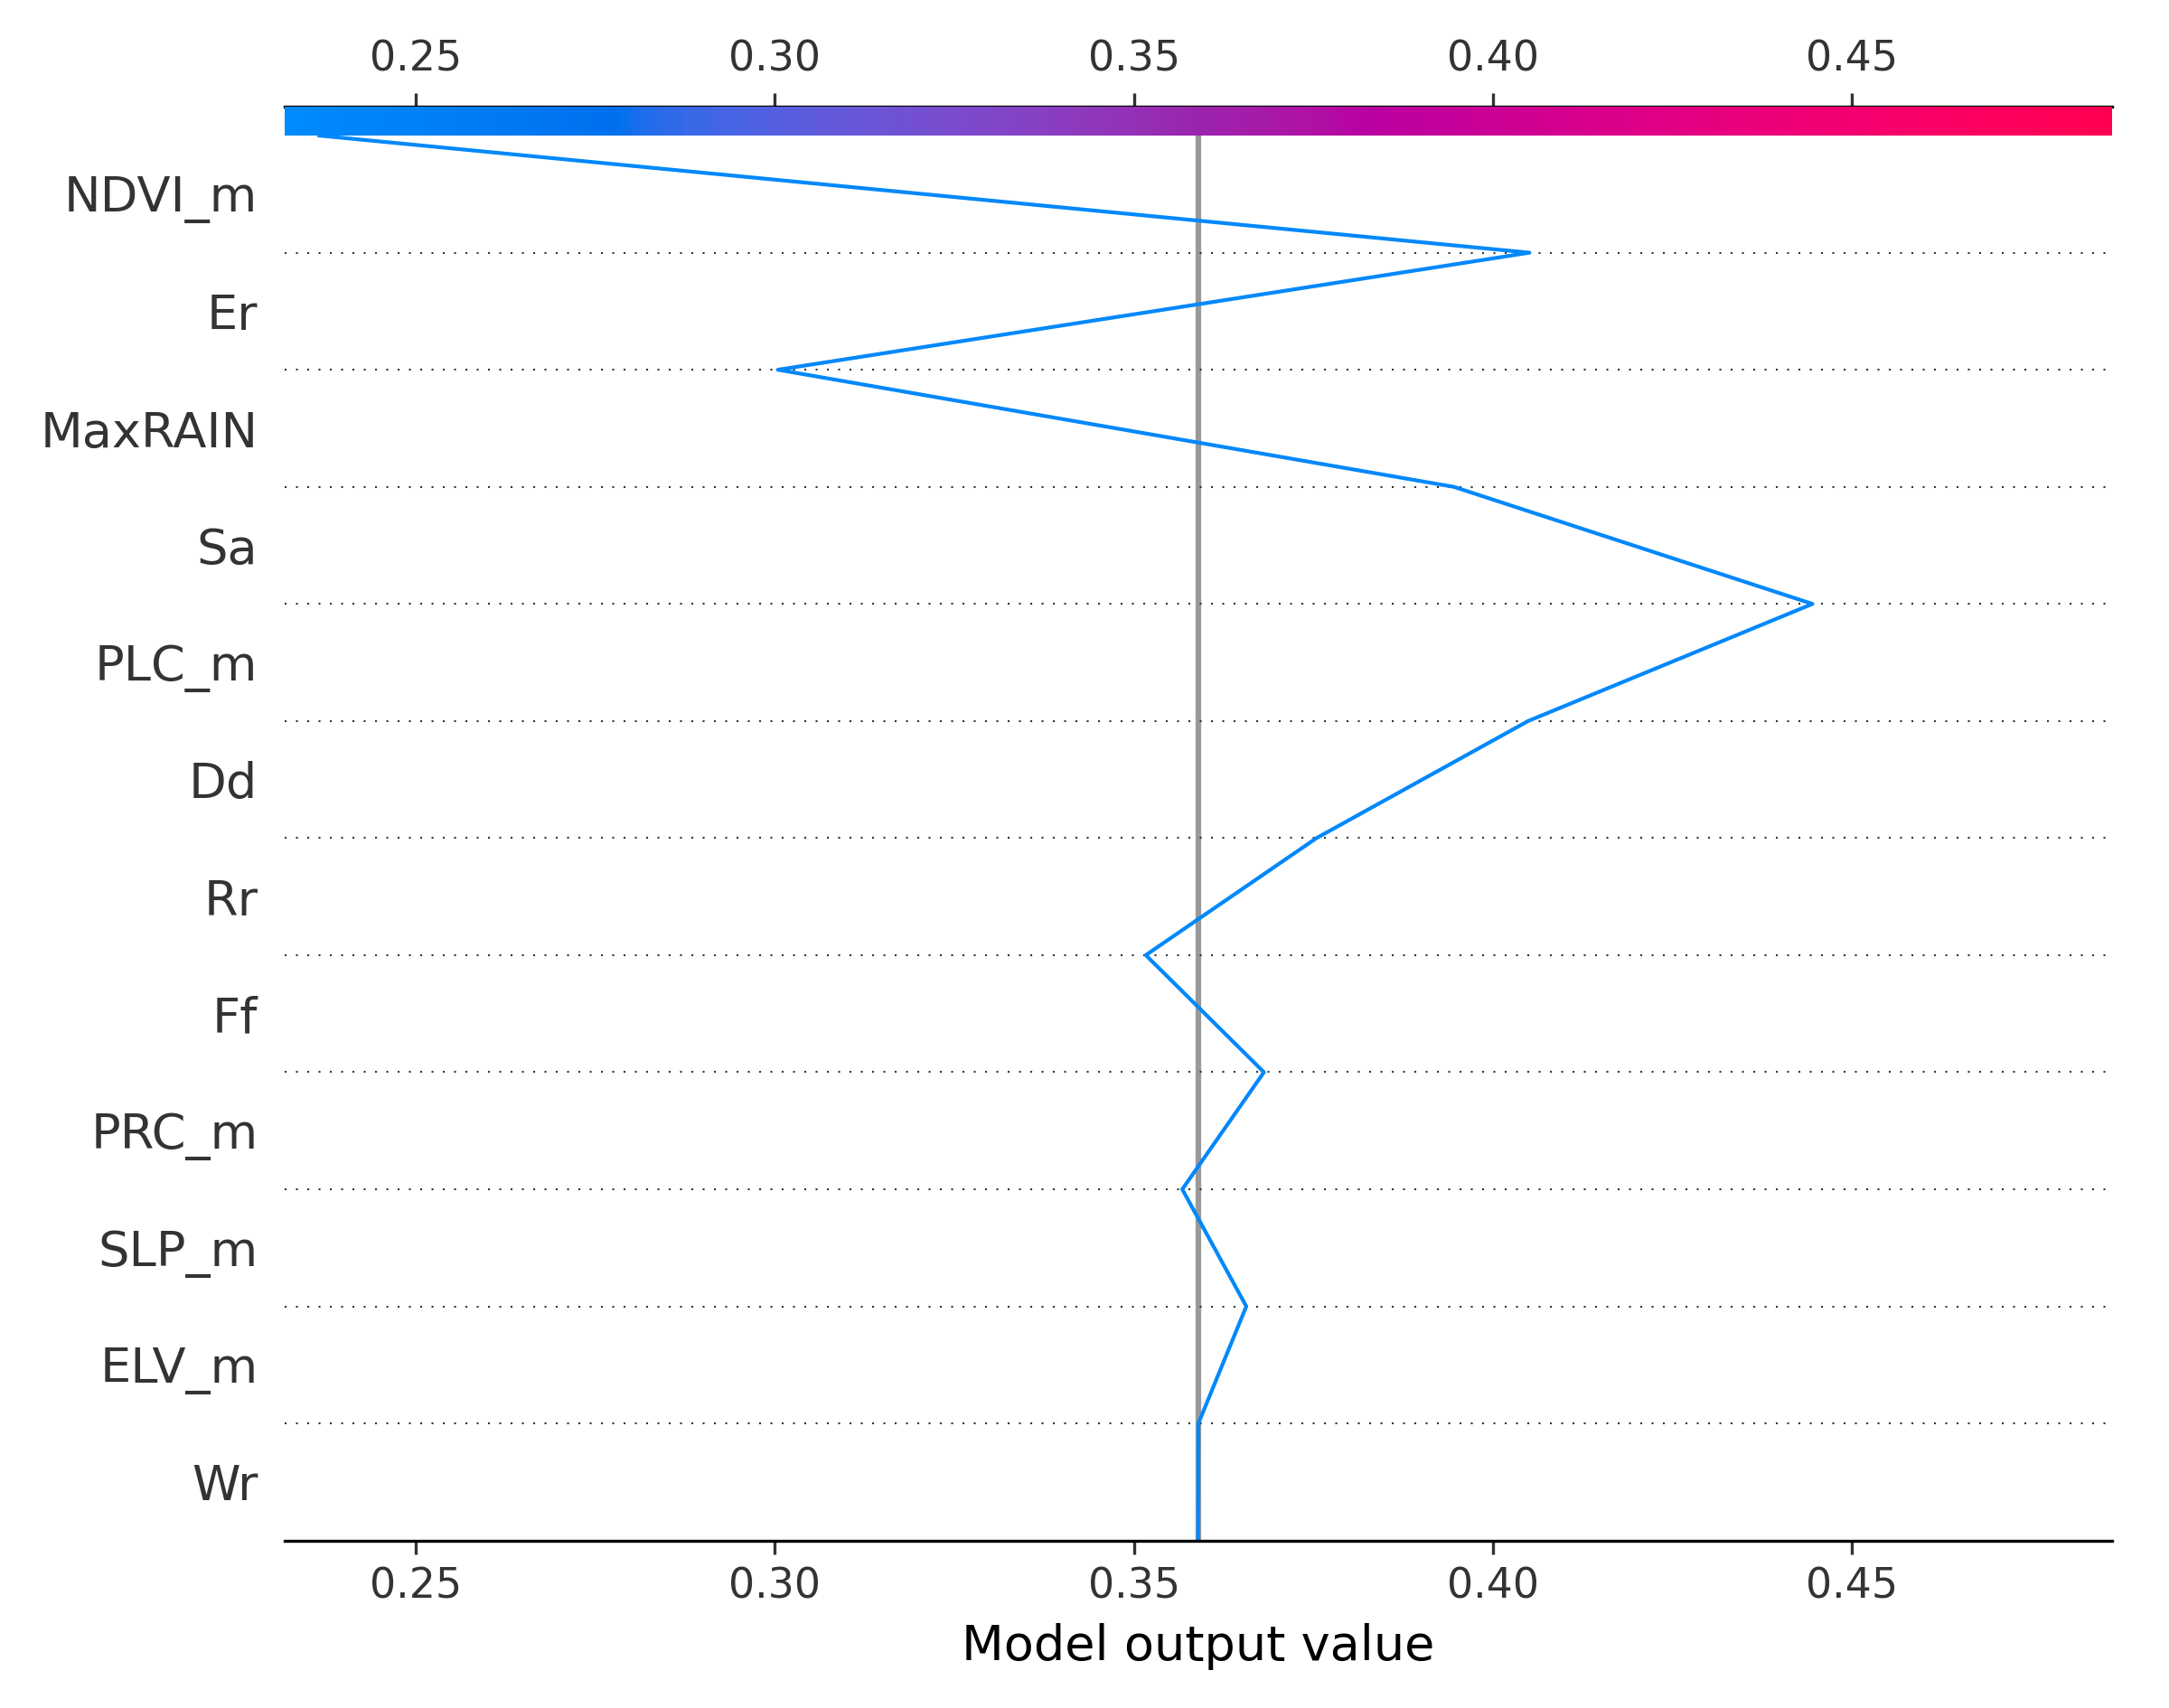 0.25 0.30 0.35 0.40 0.45
NDVI_m
Er
MaxRAIN
Sa
PLC_m
Dd
Rr
Ff
PRC_m
SLP_m
ELV_m
Wr
0.25 0.30 0.35 0.40 0.45
Model output value